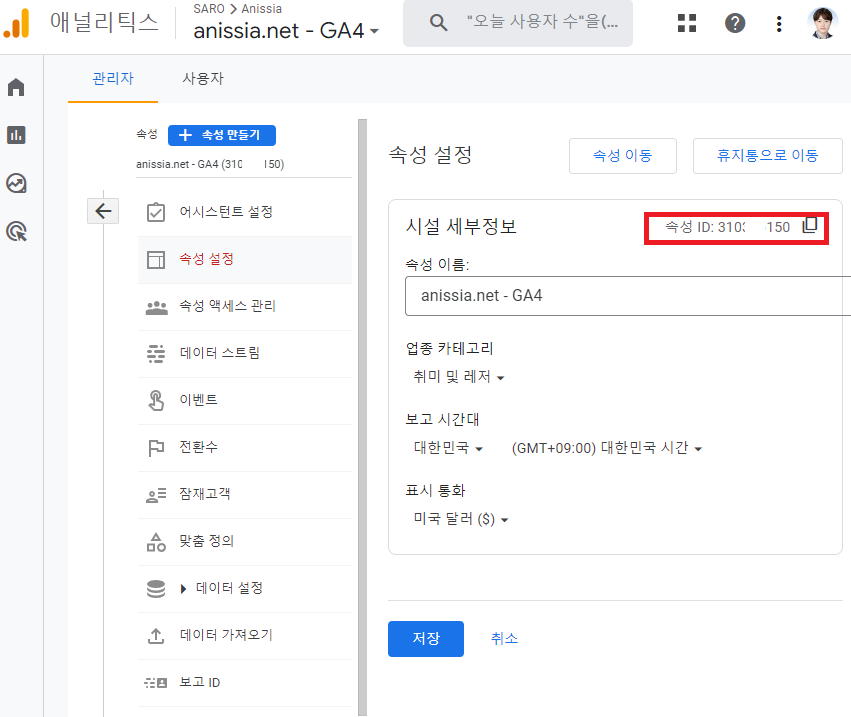 애널리틱스
SARO > Anissia
anissia.net - GA4
"오늘 사용자 수"을(...
관리자
사용자
속성
+ 속성 만들기
anissia.net - GA4 (310 150)
어시스턴트 설정
속성 설정
속성 액세스 관리
데이터 스트림
이벤트
전환수
잠재고객
맞춤 정의
데이터 설정
데이터 가져오기
보고 ID
속성 설정
속성 이동
휴지통으로 이동
시설 세부정보
속성 ID: 3103 150
속성 이름:
anissia.net - GA4
업종 카테고리
취미 및 레저
보고 시간대
대한민국
(GMT+09:00) 대한민국 시간
표시 통화
미국 달러 ($)
저장
취소